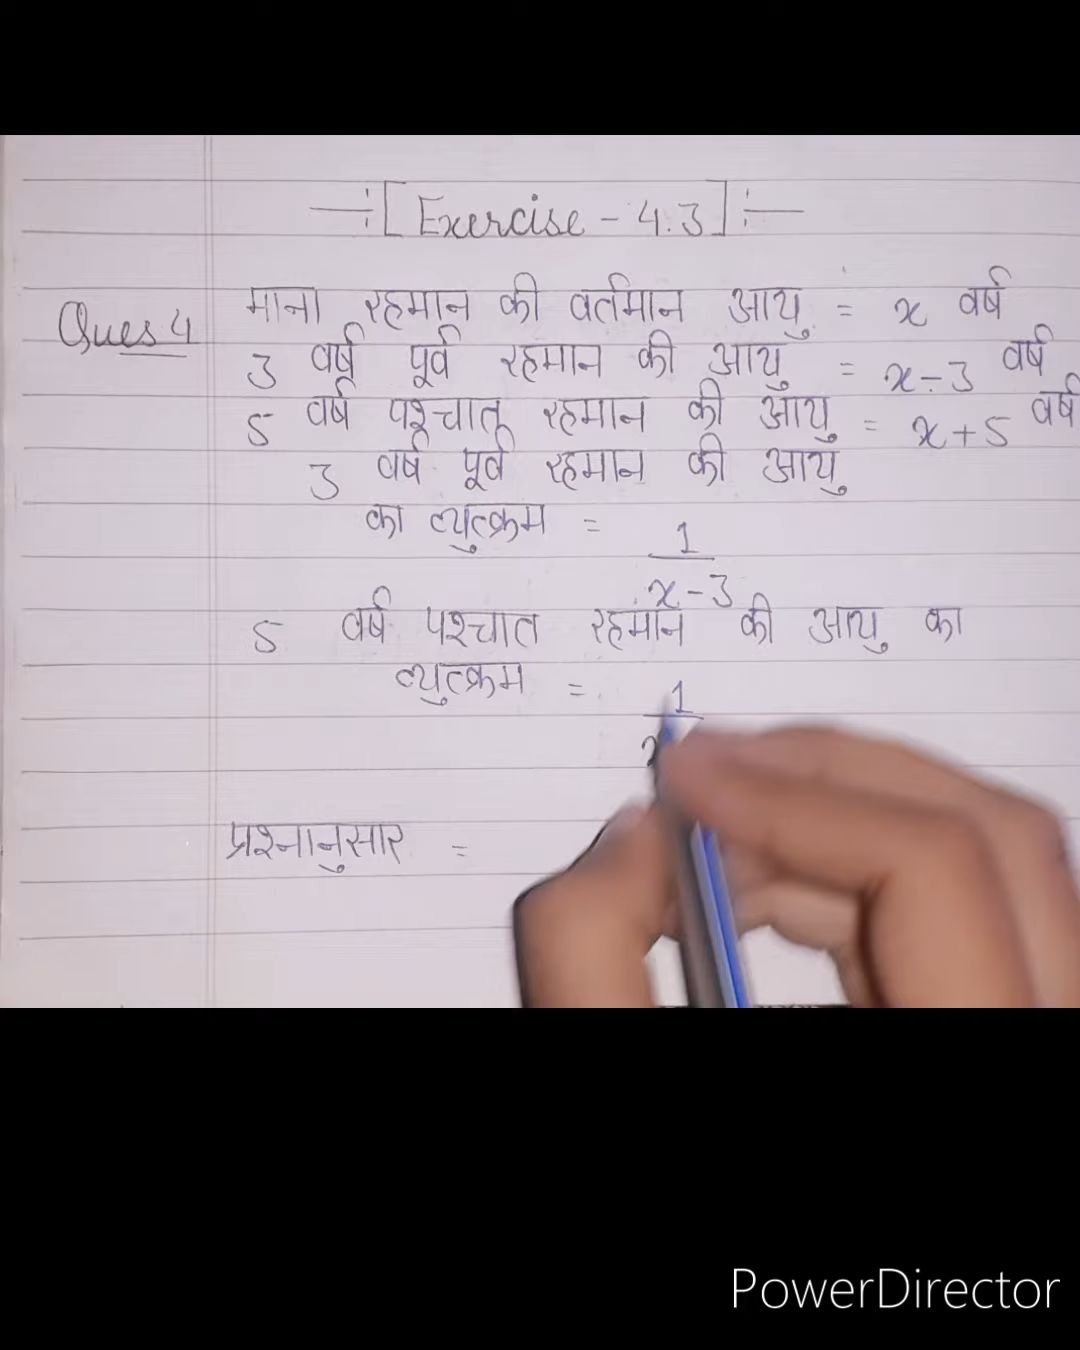 [Exercise - 4.3]
Ques 4 माना रहमान की वर्तमान आयु = x वर्ष
3 वर्ष पूर्व रहमान की आयु = x - 3 वर्ष
5 वर्ष पश्चात रहमान की आयु = x + 5 वर्ष
3 वर्ष पूर्व रहमान की आयु
का व्युत्क्रम = 1
x - 3
5 वर्ष पश्चात रहमान की आयु का
व्युत्क्रम = 1
प्रश्नानुसार =
PowerDirector